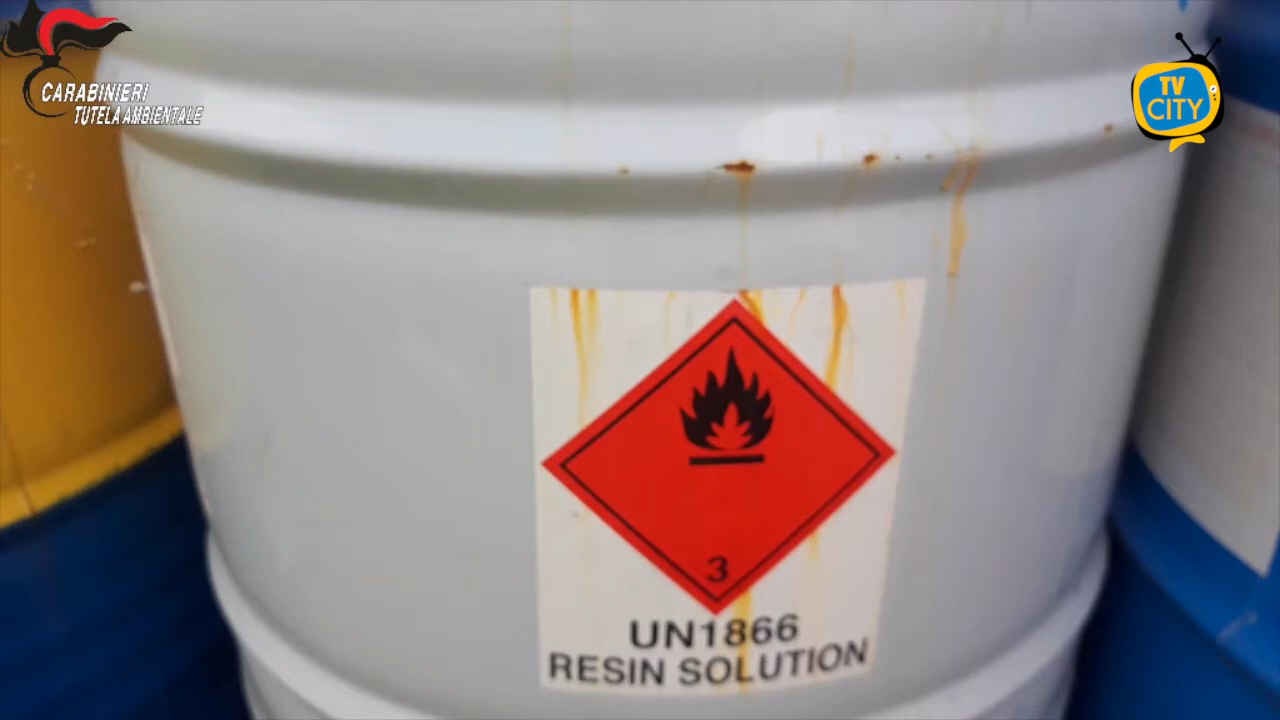 CARABINIERI
TUTELA AMBIENTALE
TV
CITY
3
UN1866
RESIN SOLUTION